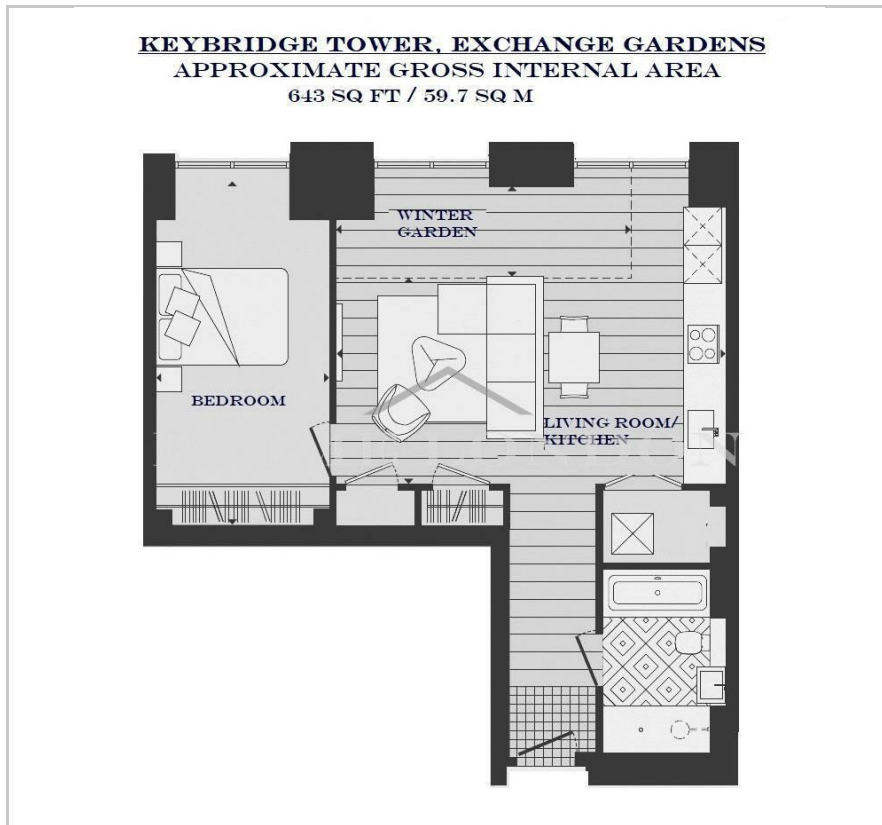 KEYBRIDGE TOWER, EXCHANGE GARDENS
APPROXIMATE GROSS INTERNAL AREA
643 SQ FT / 59.7 SQ M
WINTER
GARDEN
BEDROOM
LIVING ROOM/
KITCHEN